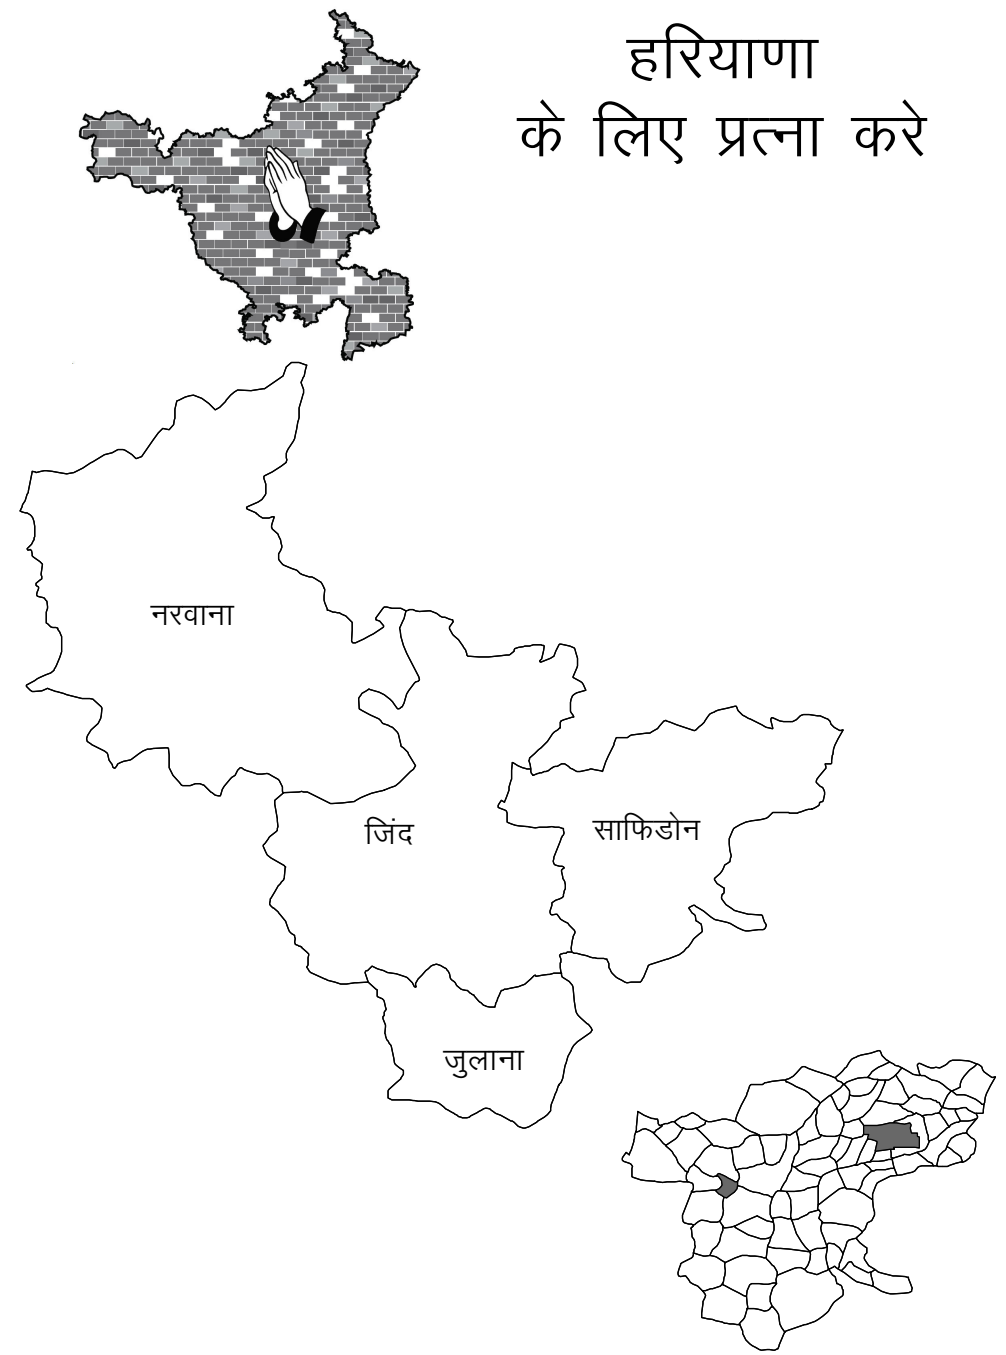 हरियाणा
के लिए प्रत्ना करे
नरवाना
जिंद
साफिडोन
जुलाना